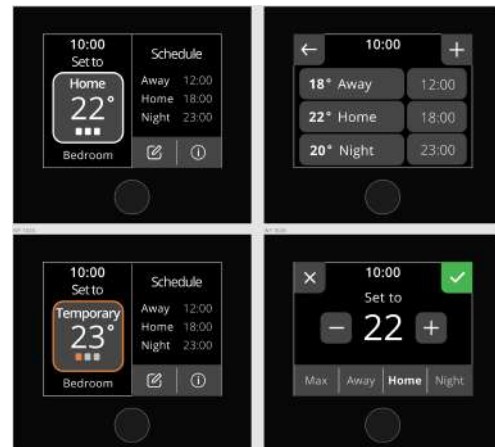 10:00
Set to
Home
22°
Bedroom
Schedule
Away 12:00
Home 18:00
Night 23:00
10:00
18° Away 12:00
22° Home 18:00
20° Night 23:00
10:00
Set to
Temporary
23°
Bedroom
Schedule
Away 12:00
Home 18:00
Night 23:00
10:00
Set to
− 22 +
Max Away Home Night